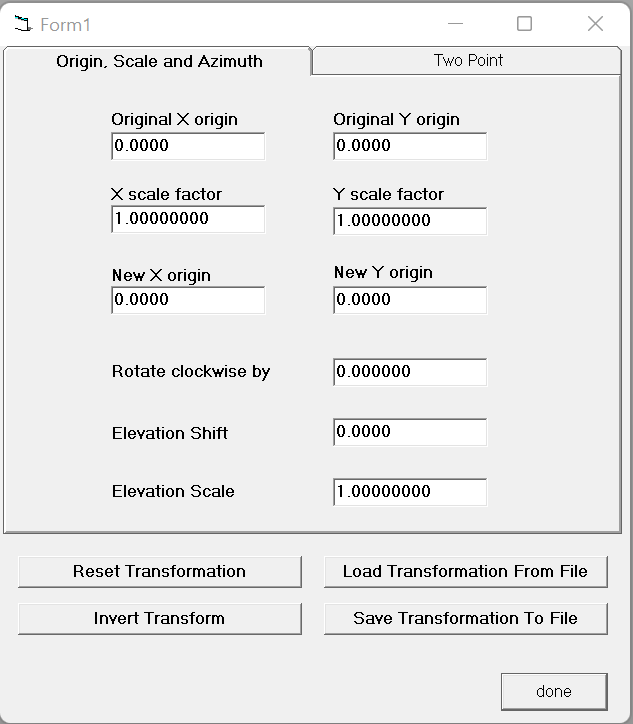 Form1
Origin, Scale and Azimuth
Two Point
Original X origin
Original Y origin
0.0000
0.0000
X scale factor
Y scale factor
1.00000000
1.00000000
New X origin
New Y origin
0.0000
0.0000
Rotate clockwise by
0.000000
Elevation Shift
0.0000
Elevation Scale
1.00000000
Reset Transformation
Load Transformation From File
Invert Transform
Save Transformation To File
done